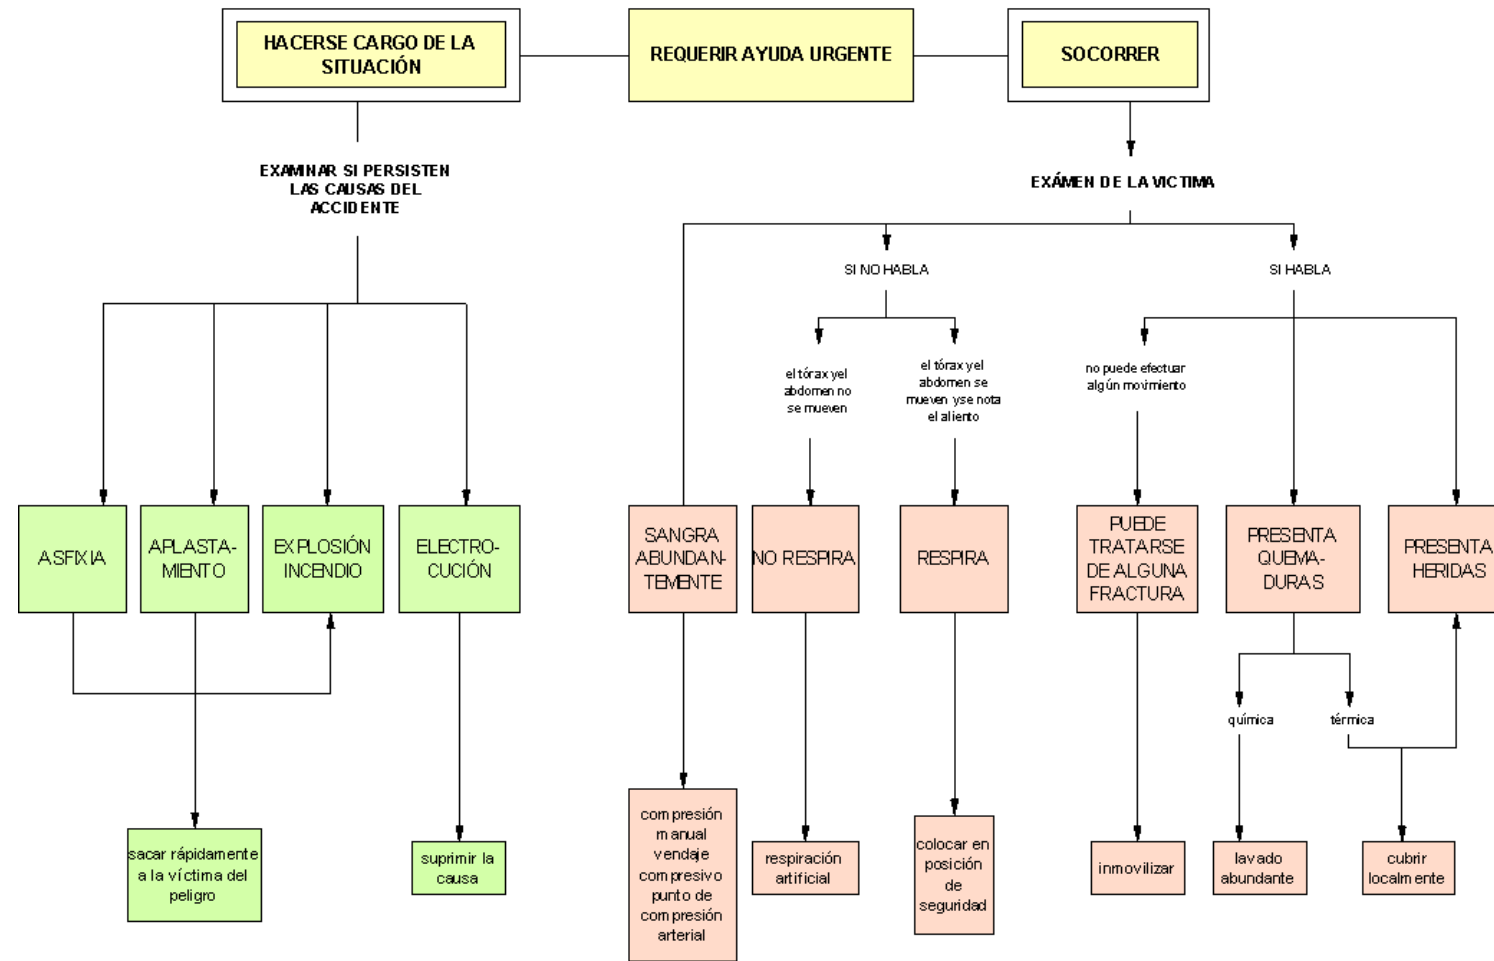 HACERSE CARGO DE LA
SITUACIÓN
REQUERIR AYUDA URGENTE
SOCORRER
EXAMINAR SI PERSISTEN
LAS CAUSAS DEL
ACCIDENTE
EXÁMEN DE LA VICTIMA
SI NO HABLA
SI HABLA
el tórax y el
abdomen no
se mueven
el tórax y el
abdomen se
mueven y se nota
el aliento
no puede efectuar
algún movimiento
ASFIXIA
APLASTA-
MIENTO
EXPLOSIÓN
INCENDIO
ELECTRO-
CUCIÓN
SANGRA
ABUNDAN-
TEMENTE
NO RESPIRA
RESPIRA
PUEDE
TRATARSE
DE ALGUNA
FRACTURA
PRESENTA
QUEMA-
DURAS
PRESENTA
HERIDAS
química
térmica
sacar rápidamente
a la víctima del
peligro
suprimir la
causa
compresión
manual
vendaje
compresivo
punto de
compresión
arterial
respiración
artificial
colocar en
posición
de
seguridad
inmovilizar
lavado
abundante
cubrir
localmente